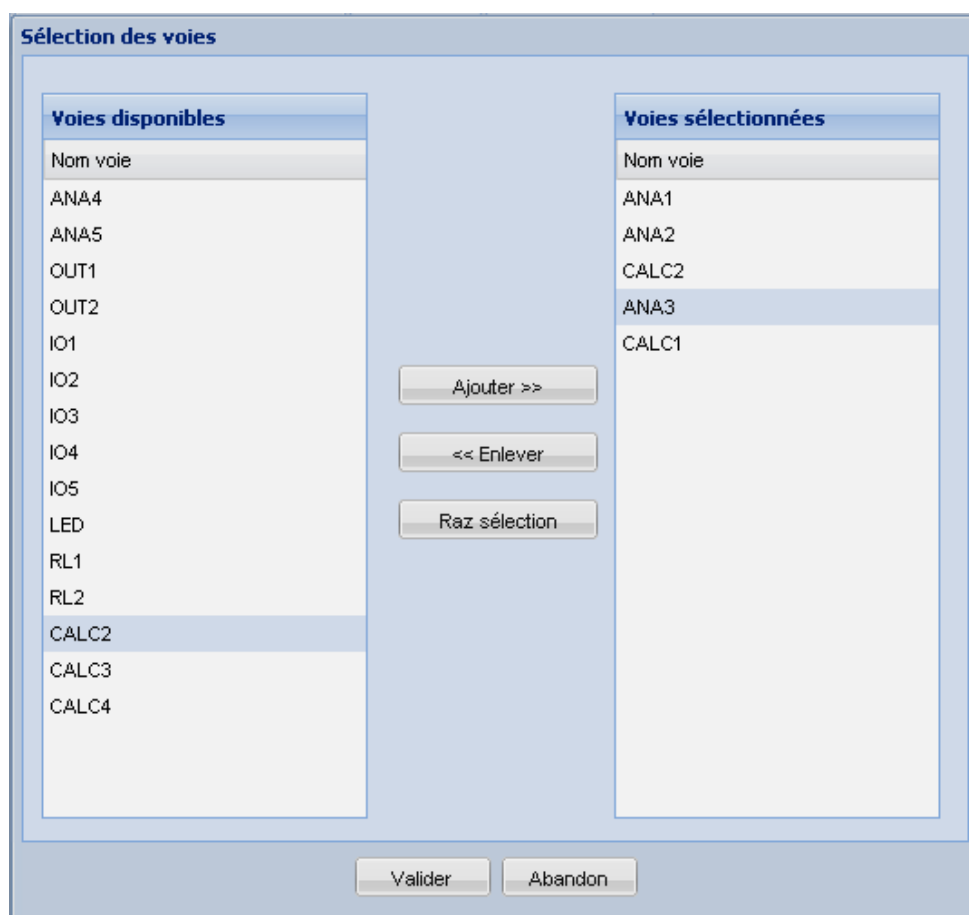 Sélection des voies
Voies disponibles
Nom voie
ANA4
ANA5
OUT1
OUT2
IO1
IO2
IO3
IO4
IO5
LED
RL1
RL2
CALC2
CALC3
CALC4
Ajouter >>
<< Enlever
Raz sélection
Voies sélectionnées
Nom voie
ANA1
ANA2
CALC2
ANA3
CALC1
Valider
Abandon